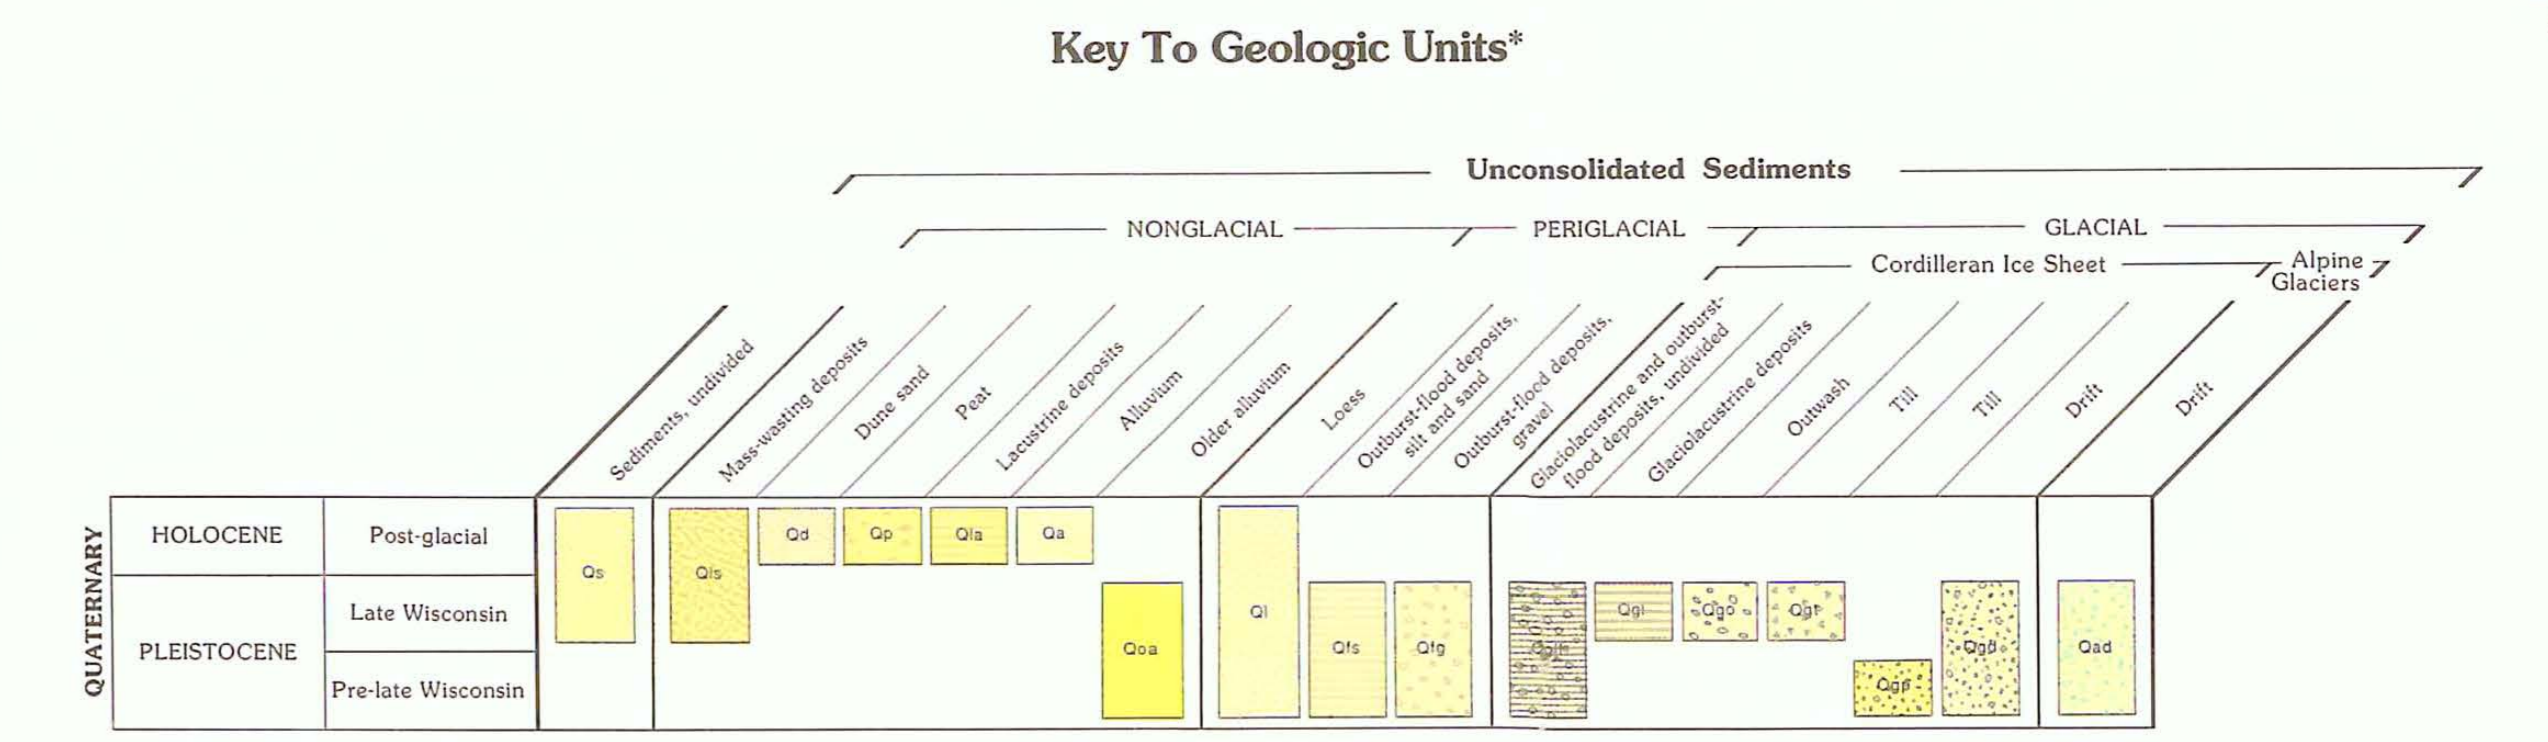 Key To Geologic Units*
Unconsolidated Sediments
NONGLACIAL
PERIGLACIAL
GLACIAL
Cordilleran Ice Sheet
Alpine
Glaciers
Sediments, undivided
Mass-wasting deposits
Dune sand
Peat
Lacustrine deposits
Alluvium
Older alluvium
Loess
Outburst-flood deposits,
silt and sand
Outburst-flood deposits,
gravel
Glaciolacustrine and outburst-
flood deposits, undivided
Glaciolacustrine deposits
Outwash
Till
Till
Drift
Drift
QUATERNARY
HOLOCENE
Post-glacial
PLEISTOCENE
Late Wisconsin
Pre-late Wisconsin
Qs
Qls
Qd
Qp
Qla
Qa
Qoa
Ql
Qfs
Qfg
Qgl
Qgo
Qgt
Qgp
Qgd
Qad